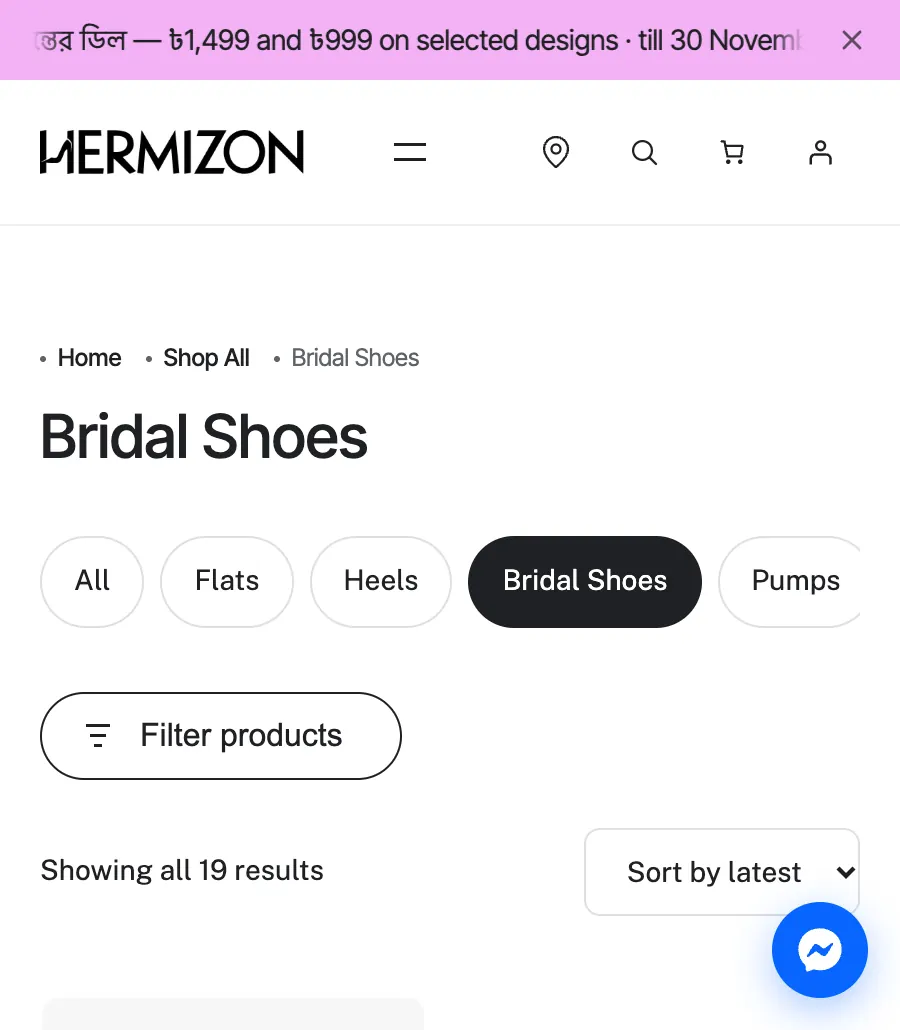 ডিল — ৳1,499 and ৳999 on selected designs · till 30
HERMIZON
• Home • Shop All • Bridal Shoes
Bridal Shoes
All Flats Heels Bridal Shoes Pumps
Filter products
Showing all 19 results Sort by latest